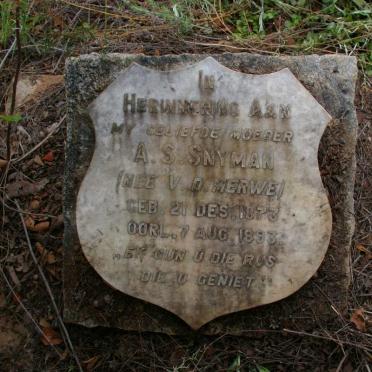 IN
HERINNERING AAN
MY GELIEFDE MOEDER
A. S. SNYMAN
(NEE V. D. MERWE)
GEB. 21 DES.
OORL. 7 AUG.
GUN U DIE RUS
DIE U GENIET"